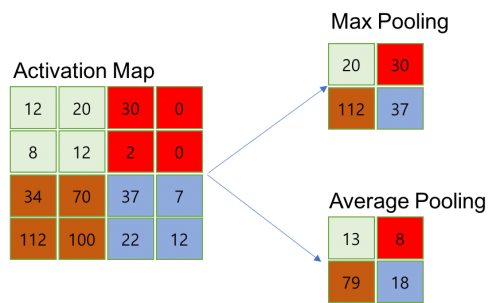 Max Pooling
20 30
112 37
Activation Map
12 20 30 0
8 12 2 0
34 70 37 7
112 100 22 12
Average Pooling
13 8
79 18